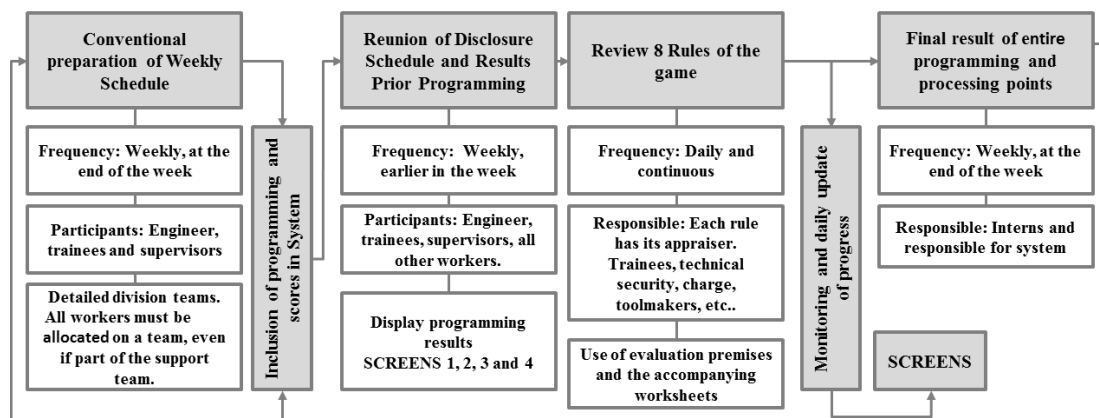 Conventional
preparation of Weekly
Schedule
Frequency: Weekly, at the
end of the week
Participants: Engineer,
trainees and supervisors
Detailed division teams.
All workers must be
allocated on a team, even
if part of the support
team.
Inclusion of programming and
scores in System
Reunion of Disclosure
Schedule and Results
Prior Programming
Frequency: Weekly,
earlier in the week
Participants: Engineer,
trainees, supervisors, all
other workers.
Display programming
results
SCREENS 1, 2, 3 and 4
Review 8 Rules of the
game
Frequency: Daily and
continuous
Responsible: Each rule
has its appraiser.
Trainees, technical
security, charge,
toolmakers, etc..
Use of evaluation premises
and the accompanying
worksheets
Monitoring and daily update
of progress
Final result of entire
programming and
processing points
Frequency: Weekly, at the
end of the week
Responsible: Interns and
responsible for system
SCREENS